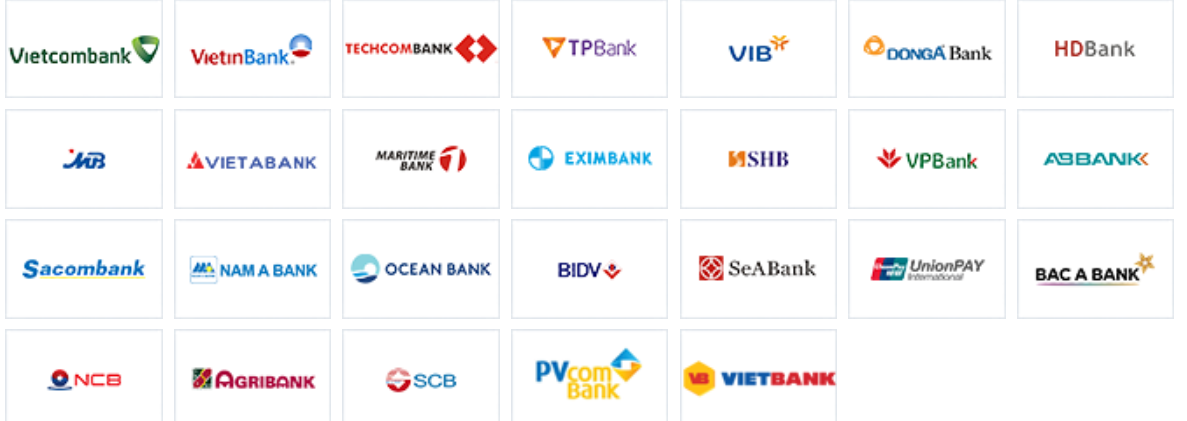 Vietcombank
VietinBank
TECHCOMBANK
TPBank
VIB
DONGA Bank
HDBank
MB
VIETABANK
MARITIME
BANK
EXIMBANK
SHB
VPBank
ABBANK
Sacombank
NAM A BANK
OCEAN BANK
BIDV
SeABank
UnionPAY
International
BAC A BANK
NCB
AGRIBANK
SCB
PVcom
Bank
VB VIETBANK